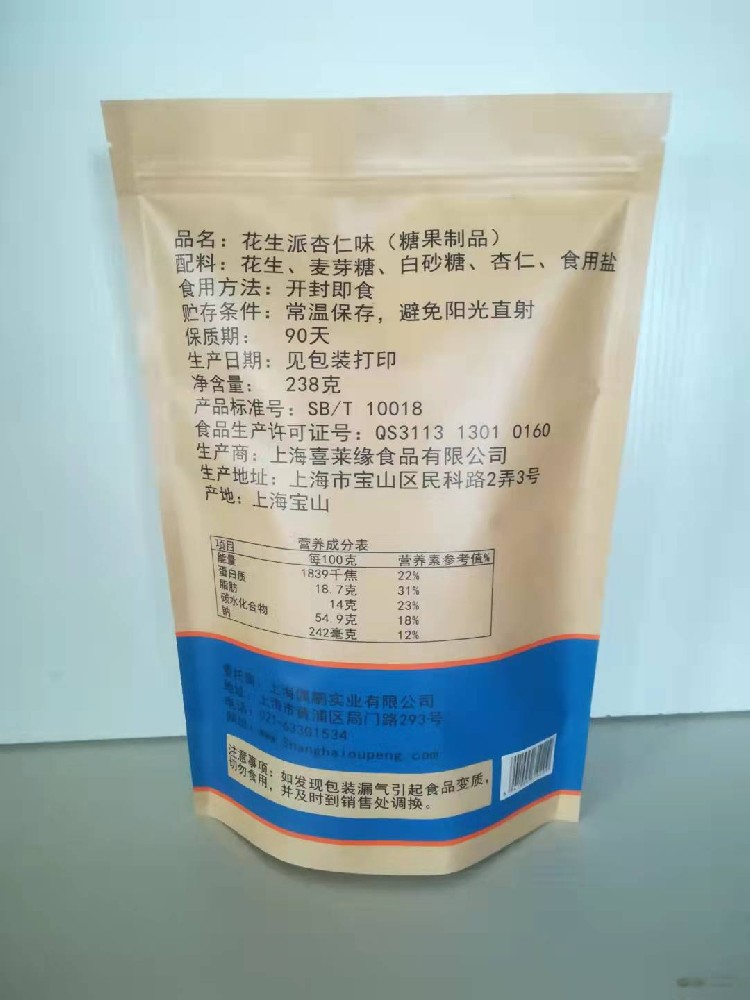 品名：花生派杏仁味（糖果制品）
配料：花生、麦芽糖、白砂糖、杏仁、食用盐
食用方法：开封即食
贮存条件：常温保存，避免阳光直射
保质期： 90天
生产日期：见包装打印
净含量： 238克
产品标准号：SB/T 10018
食品生产许可证号：QS3113 1301 0160
生产商：上海喜莱缘食品有限公司
生产地址：上海市宝山区民科路2弄3号
产地：上海宝山
营养成分表
项目 每100克 营养素参考值%
能量 1839千焦 22%
蛋白质 18.7克 31%
脂肪 14克 23%
碳水化合物 54.9克 18%
钠 242毫克 12%
委托商：上海 鹏实业有限公司
地址：上海市黄浦区局门路293号
电话：021-63301534
网址：www.shanghaioupeng.com
注意事项：如发现包装漏气引起食品变质，
切勿食用，并及时到销售处调换。